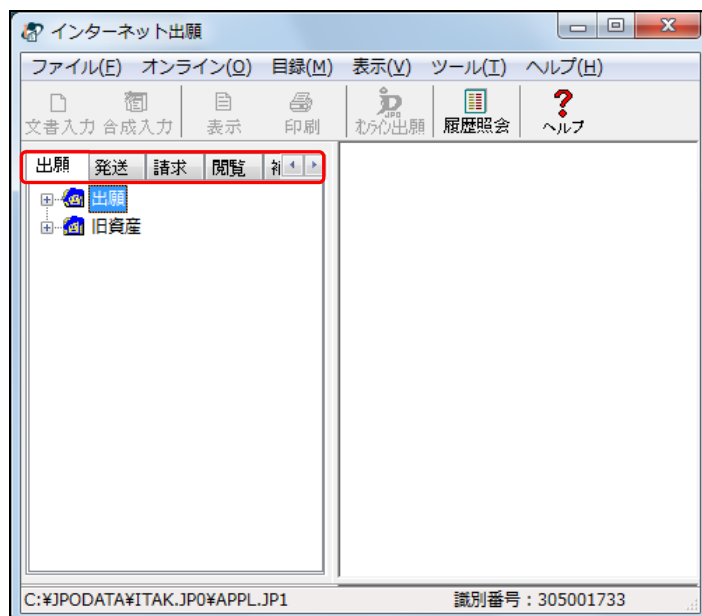 インターネット出願
ファイル(F) オンライン(O) 目録(M) 表示(V) ツール(T) ヘルプ(H)
文書入力 合成入力 表示 印刷 ｵﾝﾗｲﾝ出願 履歴照会 ヘルプ
出願 発送 請求 閲覧
出願
旧資産
C:¥JPODATA¥ITAK.JP0¥APPL.JP1 識別番号：305001733